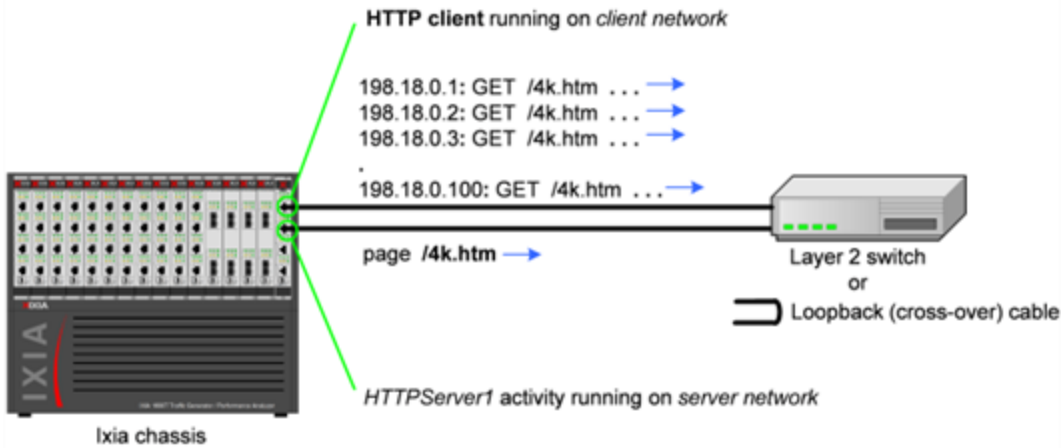 HTTP client running on client network
198.18.0.1: GET /4k.htm . . .
198.18.0.2: GET /4k.htm . . .
198.18.0.3: GET /4k.htm . . .
.
198.18.0.100: GET /4k.htm ...
page /4k.htm
Layer 2 switch
or
Loopback (cross-over) cable
IXIA
IXIA
HTTPServer1 activity running on server network
Ixia chassis